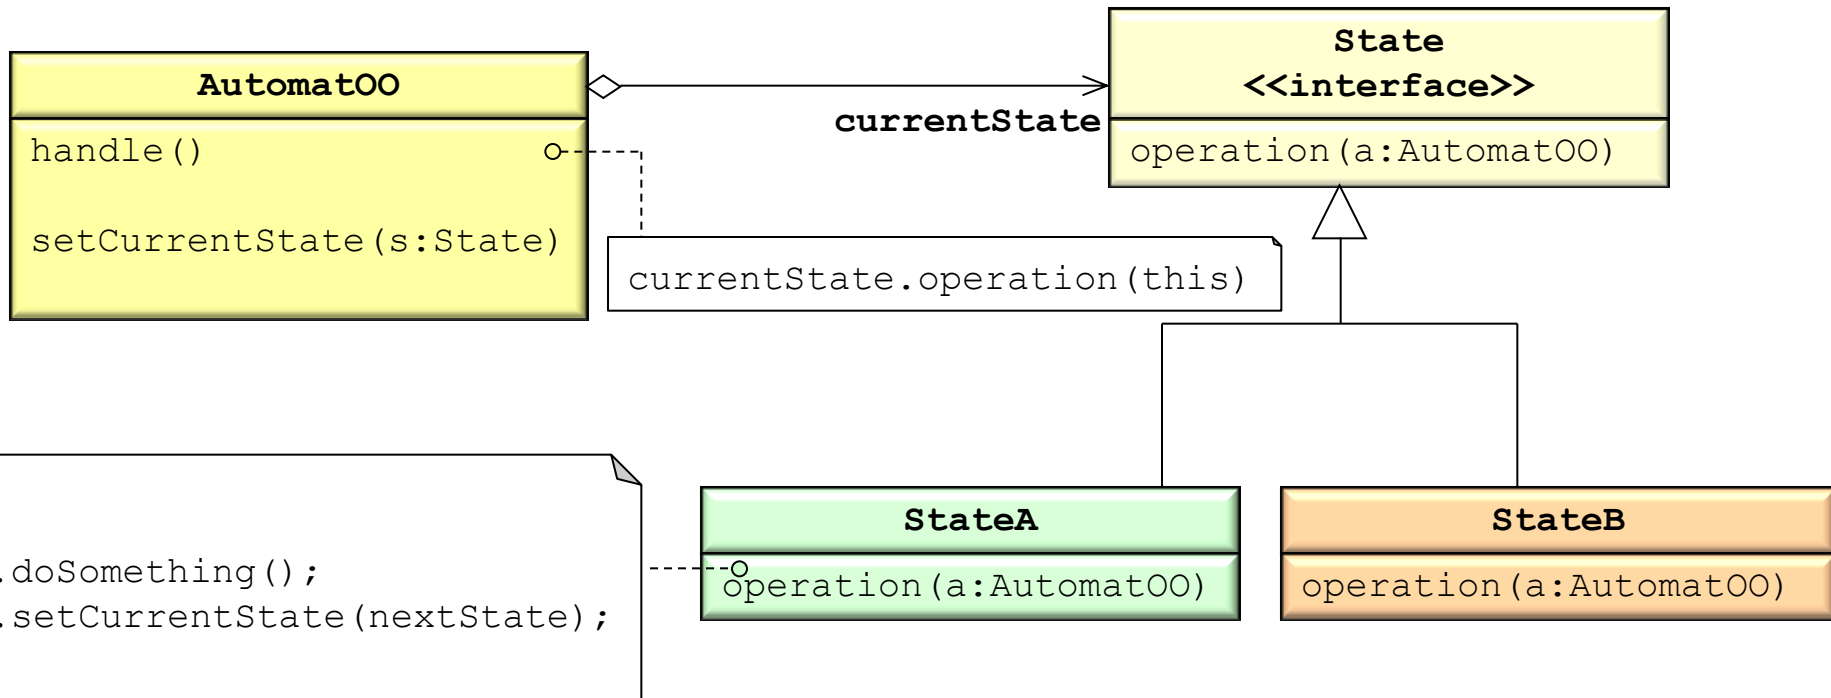 AutomatOO
handle()
setCurrentState(s:State)
currentState
State
<<interface>>
operation(a:AutomatOO)
currentState.operation(this)
.doSomething();
.setCurrentState(nextState);
StateA
operation(a:AutomatOO)
StateB
operation(a:AutomatOO)